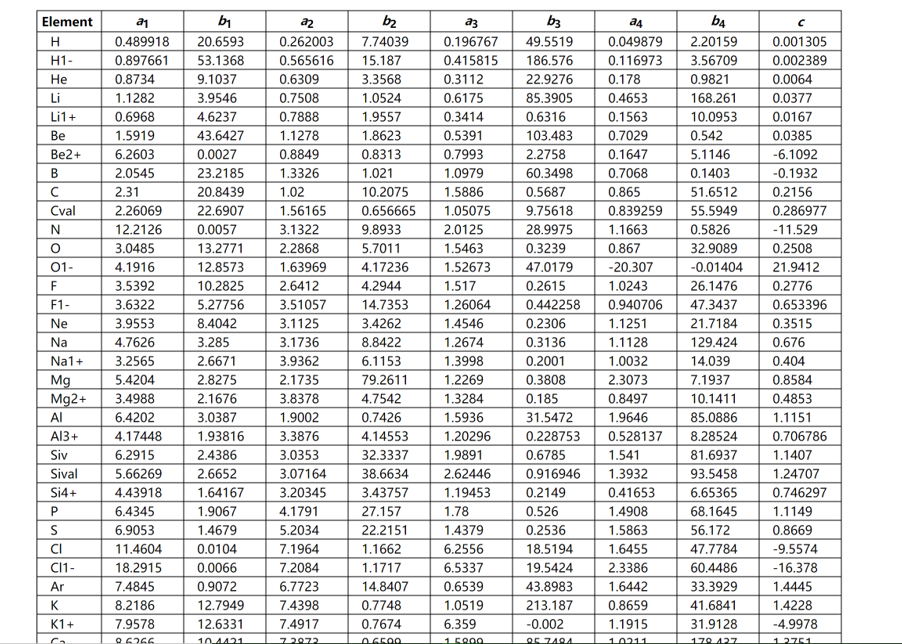 Element a1 b1 a2 b2 a3 b3 a4 b4 c
H 0.489918 20.6593 0.262003 7.74039 0.196767 49.5519 0.049879 2.20159 0.001305
H1- 0.897661 53.1368 0.565616 15.187 0.415815 186.576 0.116973 3.56709 0.002389
He 0.8734 9.1037 0.6309 3.3568 0.3112 22.9276 0.178 0.9821 0.0064
Li 1.1282 3.9546 0.7508 1.0524 0.6175 85.3905 0.4653 168.261 0.0377
Li1+ 0.6968 4.6237 0.7888 1.9557 0.3414 0.6316 0.1563 10.0953 0.0167
Be 1.5919 43.6427 1.1278 1.8623 0.5391 103.483 0.7029 0.542 0.0385
Be2+ 6.2603 0.0027 0.8849 0.8313 0.7993 2.2758 0.1647 5.1146 -6.1092
B 2.0545 23.2185 1.3326 1.021 1.0979 60.3498 0.7068 0.1403 -0.1932
C 2.31 20.8439 1.02 10.2075 1.5886 0.5687 0.865 51.6512 0.2156
Cval 2.26069 22.6907 1.56165 0.656665 1.05075 9.75618 0.839259 55.5949 0.286977
N 12.2126 0.0057 3.1322 9.8933 2.0125 28.9975 1.1663 0.5826 -11.529
O 3.0485 13.2771 2.2868 5.7011 1.5463 0.3239 0.867 32.9089 0.2508
O1- 4.1916 12.8573 1.63969 4.17236 1.52673 47.0179 -20.307 -0.01404 21.9412
F 3.5392 10.2825 2.6412 4.2944 1.517 0.2615 1.0243 26.1476 0.2776
F1- 3.6322 5.27756 3.51057 14.7353 1.26064 0.442258 0.940706 47.3437 0.653396
Ne 3.9553 8.4042 3.1125 3.4262 1.4546 0.2306 1.1251 21.7184 0.3515
Na 4.7626 3.285 3.1736 8.8422 1.2674 0.3136 1.1128 129.424 0.676
Na1+ 3.2565 2.6671 3.9362 6.1153 1.3998 0.2001 1.0032 14.039 0.404
Mg 5.4204 2.8275 2.1735 79.2611 1.2269 0.3808 2.3073 7.1937 0.8584
Mg2+ 3.4988 2.1676 3.8378 4.7542 1.3284 0.185 0.8497 10.1411 0.4853
Al 6.4202 3.0387 1.9002 0.7426 1.5936 31.5472 1.9646 85.0886 1.1151
Al3+ 4.17448 1.93816 3.3876 4.14553 1.20296 0.228753 0.528137 8.28524 0.706786
Siv 6.2915 2.4386 3.0353 32.3337 1.9891 0.6785 1.541 81.6937 1.1407
Sival 5.66269 2.6652 3.07164 38.6634 2.62446 0.916946 1.3932 93.5458 1.24707
Si4+ 4.43918 1.64167 3.20345 3.43757 1.19453 0.2149 0.41653 6.65365 0.746297
P 6.4345 1.9067 4.1791 27.157 1.78 0.526 1.4908 68.1645 1.1149
S 6.9053 1.4679 5.2034 22.2151 1.4379 0.2536 1.5863 56.172 0.8669
Cl 11.4604 0.0104 7.1964 1.1662 6.2556 18.5194 1.6455 47.7784 -9.5574
Cl1- 18.2915 0.0066 7.2084 1.1717 6.5337 19.5424 2.3386 60.4486 -16.378
Ar 7.4845 0.9072 6.7723 14.8407 0.6539 43.8983 1.6442 33.3929 1.4445
K 8.2186 12.7949 7.4398 0.7748 1.0519 213.187 0.8659 41.6841 1.4228
K1+ 7.9578 12.6331 7.4917 0.7674 6.359 -0.002 1.1915 31.9128 -4.9978
Ca 8.6266 10.4421 7.3873 0.6599 1.5899 85.7484 1.0211 178.437 1.3751